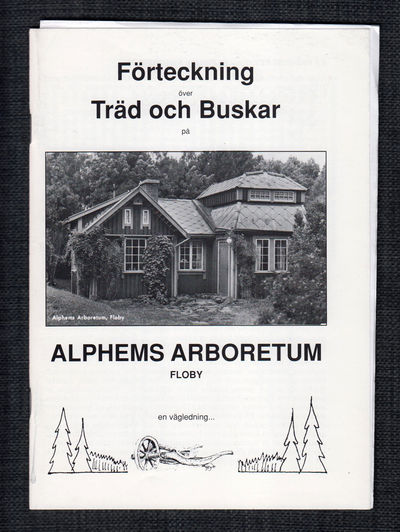 Förteckning
över
Träd och Buskar
på
Alphems Arboretum, Floby
ALPHEMS ARBORETUM
FLOBY
en vägledning...